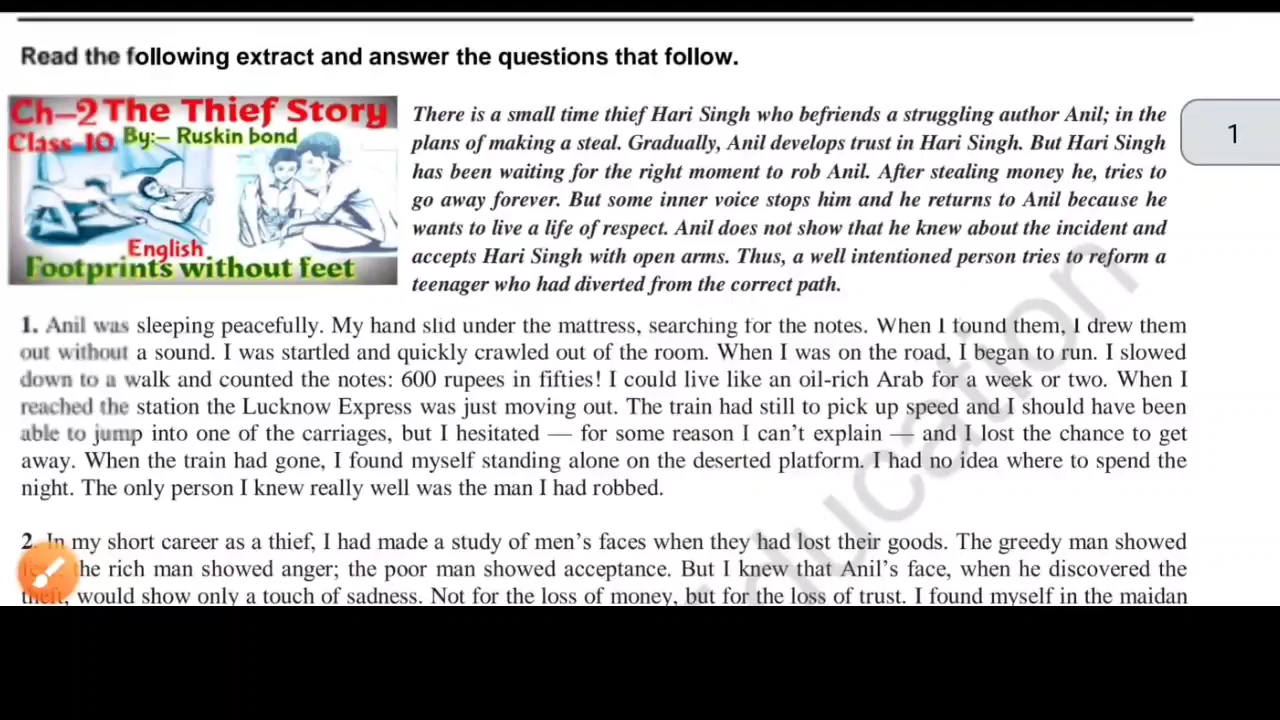 Read the following extract and answer the questions that follow.
Ch-2 The Thief Story
Class-10 By:- Ruskin bond
English
Footprints without feet
There is a small time thief Hari Singh who befriends a struggling author Anil; in the
plans of making a steal. Gradually, Anil develops trust in Hari Singh. But Hari Singh
has been waiting for the right moment to rob Anil. After stealing money he, tries to
go away forever. But some inner voice stops him and he returns to Anil because he
wants to live a life of respect. Anil does not show that he knew about the incident and
accepts Hari Singh with open arms. Thus, a well intentioned person tries to reform a
teenager who had diverted from the correct path.
1
1. Anil was sleeping peacefully. My hand slid under the mattress, searching for the notes. When I found them, I drew them
out without a sound. I was startled and quickly crawled out of the room. When I was on the road, I began to run. I slowed
down to a walk and counted the notes: 600 rupees in fifties! I could live like an oil-rich Arab for a week or two. When I
reached the station the Lucknow Express was just moving out. The train had still to pick up speed and I should have been
able to jump into one of the carriages, but I hesitated — for some reason I can't explain — and I lost the chance to get
away. When the train had gone, I found myself standing alone on the deserted platform. I had no idea where to spend the
night. The only person I knew really well was the man I had robbed.
2. In my short career as a thief, I had made a study of men's faces when they had lost their goods. The greedy man showed
the rich man showed anger; the poor man showed acceptance. But I knew that Anil's face, when he discovered the
theft, would show only a touch of sadness. Not for the loss of money, but for the loss of trust. I found myself in the maidan
ducation